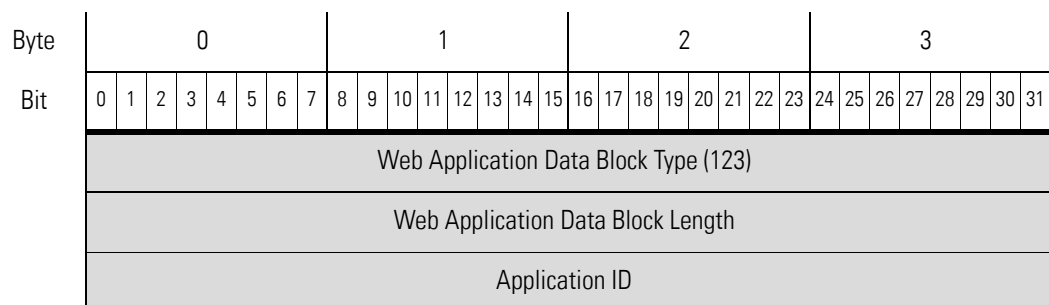 Byte 0 1 2 3
Bit 0 1 2 3 4 5 6 7 8 9 10 11 12 13 14 15 16 17 18 19 20 21 22 23 24 25 26 27 28 29 30 31
Web Application Data Block Type (123)
Web Application Data Block Length
Application ID